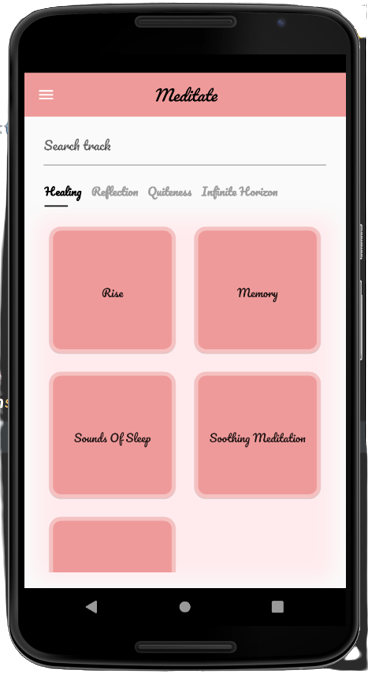 Meditate
Search track
Healing Reflection Quiteness Infinite Horizon
Rise Memory
Sounds Of Sleep Soothing Meditation